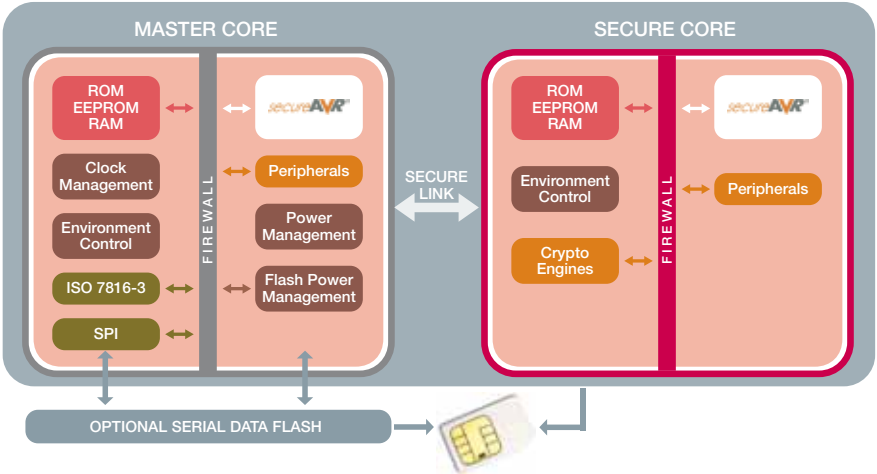 MASTER CORE
ROM
EEPROM
RAM
Clock
Management
Environment
Control
ISO 7816-3
SPI
FIREWALL
secureAVR
Peripherals
Power
Management
Flash Power
Management
SECURE
LINK
SECURE CORE
ROM
EEPROM
RAM
Environment
Control
Crypto
Engines
FIREWALL
secureAVR
Peripherals
OPTIONAL SERIAL DATA FLASH